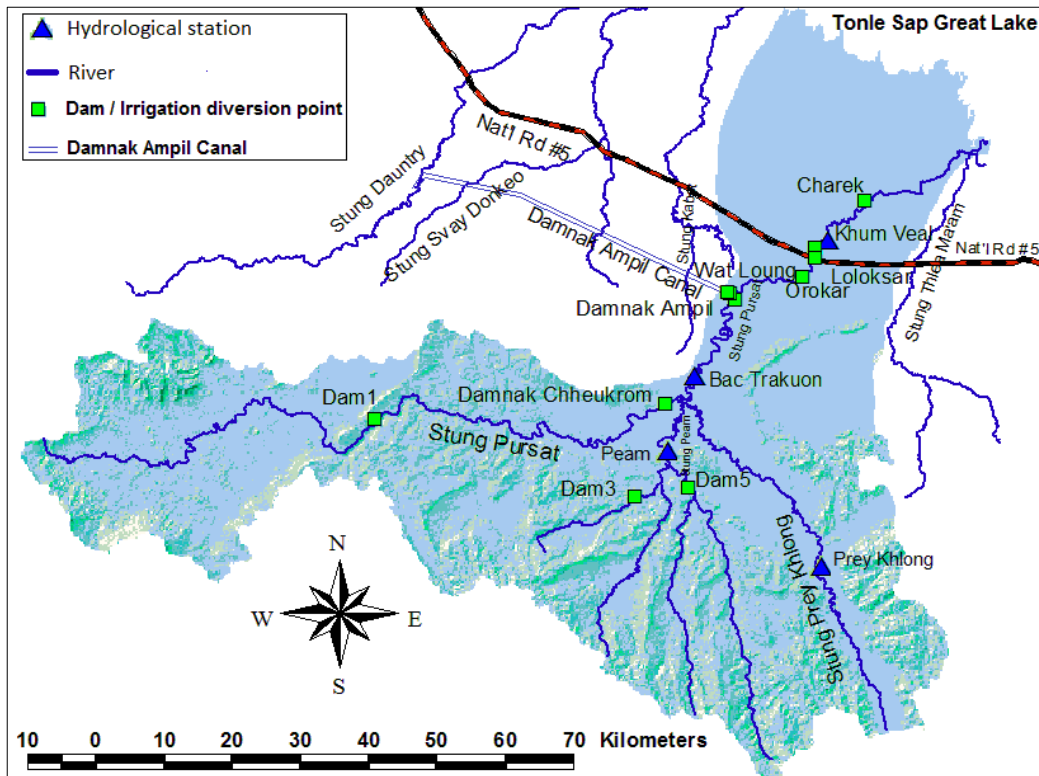 Hydrological station
River
Dam / Irrigation diversion point
Damnak Ampil Canal
Tonle Sap Great Lake
Nat'l Rd #5
Stung Dauntry
Stung Svay Donkeo
Damnak Ampil Canal
Charek
Khum Veal
Nat'l Rd #5
Stung Thlea Ma'am
Wat Loung
Loloksar
Orokar
Damnak Ampil
Stung Pursat
Bac Trakuon
Dam1
Damnak Chheukrom
Stung Pursat
Peam
Stung Peam
Dam3
Dam5
Stung Prey Khlong
Prey Khlong
N
W
E
S
10 0 10 20 30 40 50 60 70 Kilometers